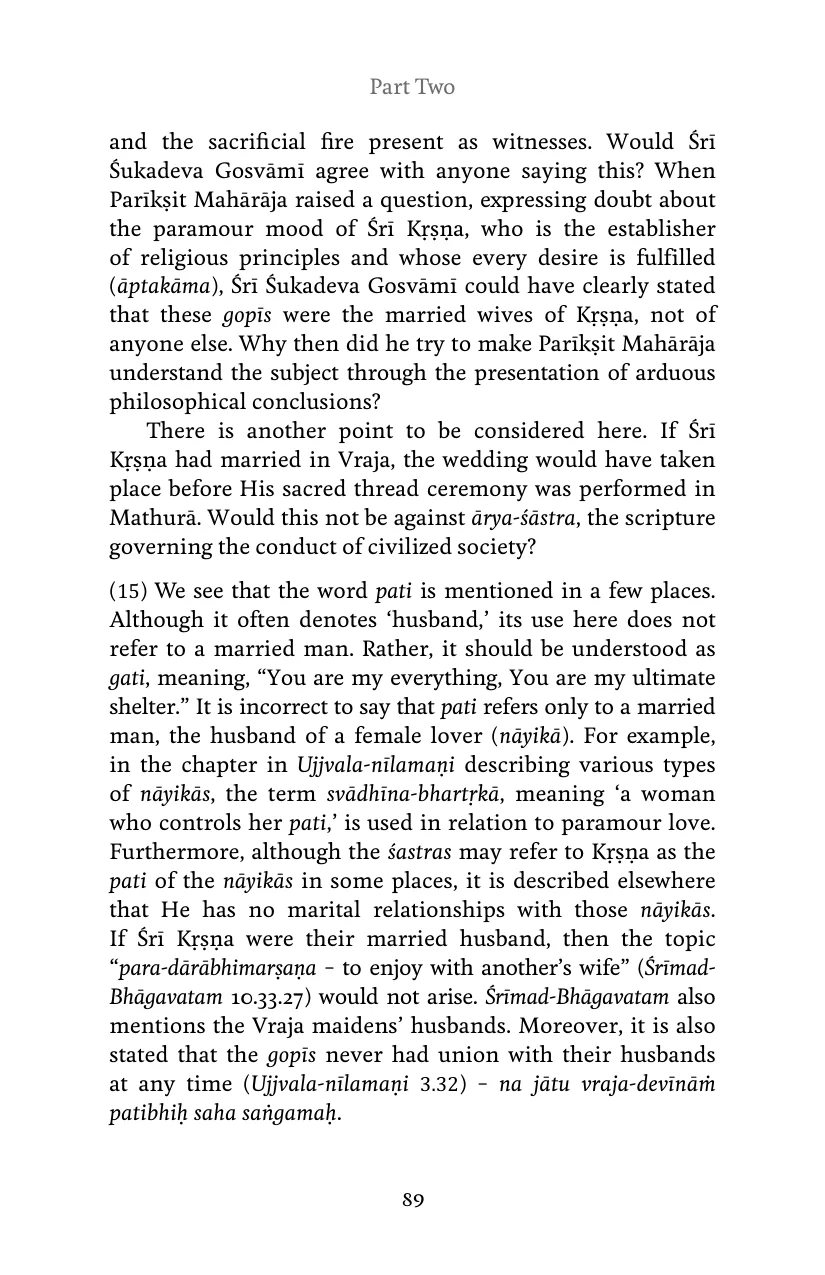 Part Two
and the sacrificial fire present as witnesses. Would Śrī
Śukadeva Gosvāmī agree with anyone saying this? When
Parīkṣit Mahārāja raised a question, expressing doubt about
the paramour mood of Śrī Kṛṣṇa, who is the establisher
of religious principles and whose every desire is fulfilled
(āptakāma), Śrī Śukadeva Gosvāmī could have clearly stated
that these gopīs were the married wives of Kṛṣṇa, not of
anyone else. Why then did he try to make Parīkṣit Mahārāja
understand the subject through the presentation of arduous
philosophical conclusions?
There is another point to be considered here. If Śrī
Kṛṣṇa had married in Vraja, the wedding would have taken
place before His sacred thread ceremony was performed in
Mathurā. Would this not be against ārya-śāstra, the scripture
governing the conduct of civilized society?
(15) We see that the word pati is mentioned in a few places.
Although it often denotes ‘husband,’ its use here does not
refer to a married man. Rather, it should be understood as
gati, meaning, “You are my everything, You are my ultimate
shelter.” It is incorrect to say that pati refers only to a married
man, the husband of a female lover (nāyikā). For example,
in the chapter in Ujjvala-nīlamaṇi describing various types
of nāyikās, the term svādhīna-bhartṛkā, meaning ‘a woman
who controls her pati,’ is used in relation to paramour love.
Furthermore, although the śastras may refer to Kṛṣṇa as the
pati of the nāyikās in some places, it is described elsewhere
that He has no marital relationships with those nāyikās.
If Śrī Kṛṣṇa were their married husband, then the topic
“para-dārābhimarṣaṇa – to enjoy with another’s wife” (Śrīmad-
Bhāgavatam 10.33.27) would not arise. Śrīmad-Bhāgavatam also
mentions the Vraja maidens’ husbands. Moreover, it is also
stated that the gopīs never had union with their husbands
at any time (Ujjvala-nīlamaṇi 3.32) – na jātu vraja-devīnāṁ
patibhiḥ saha saṅgamaḥ.
89